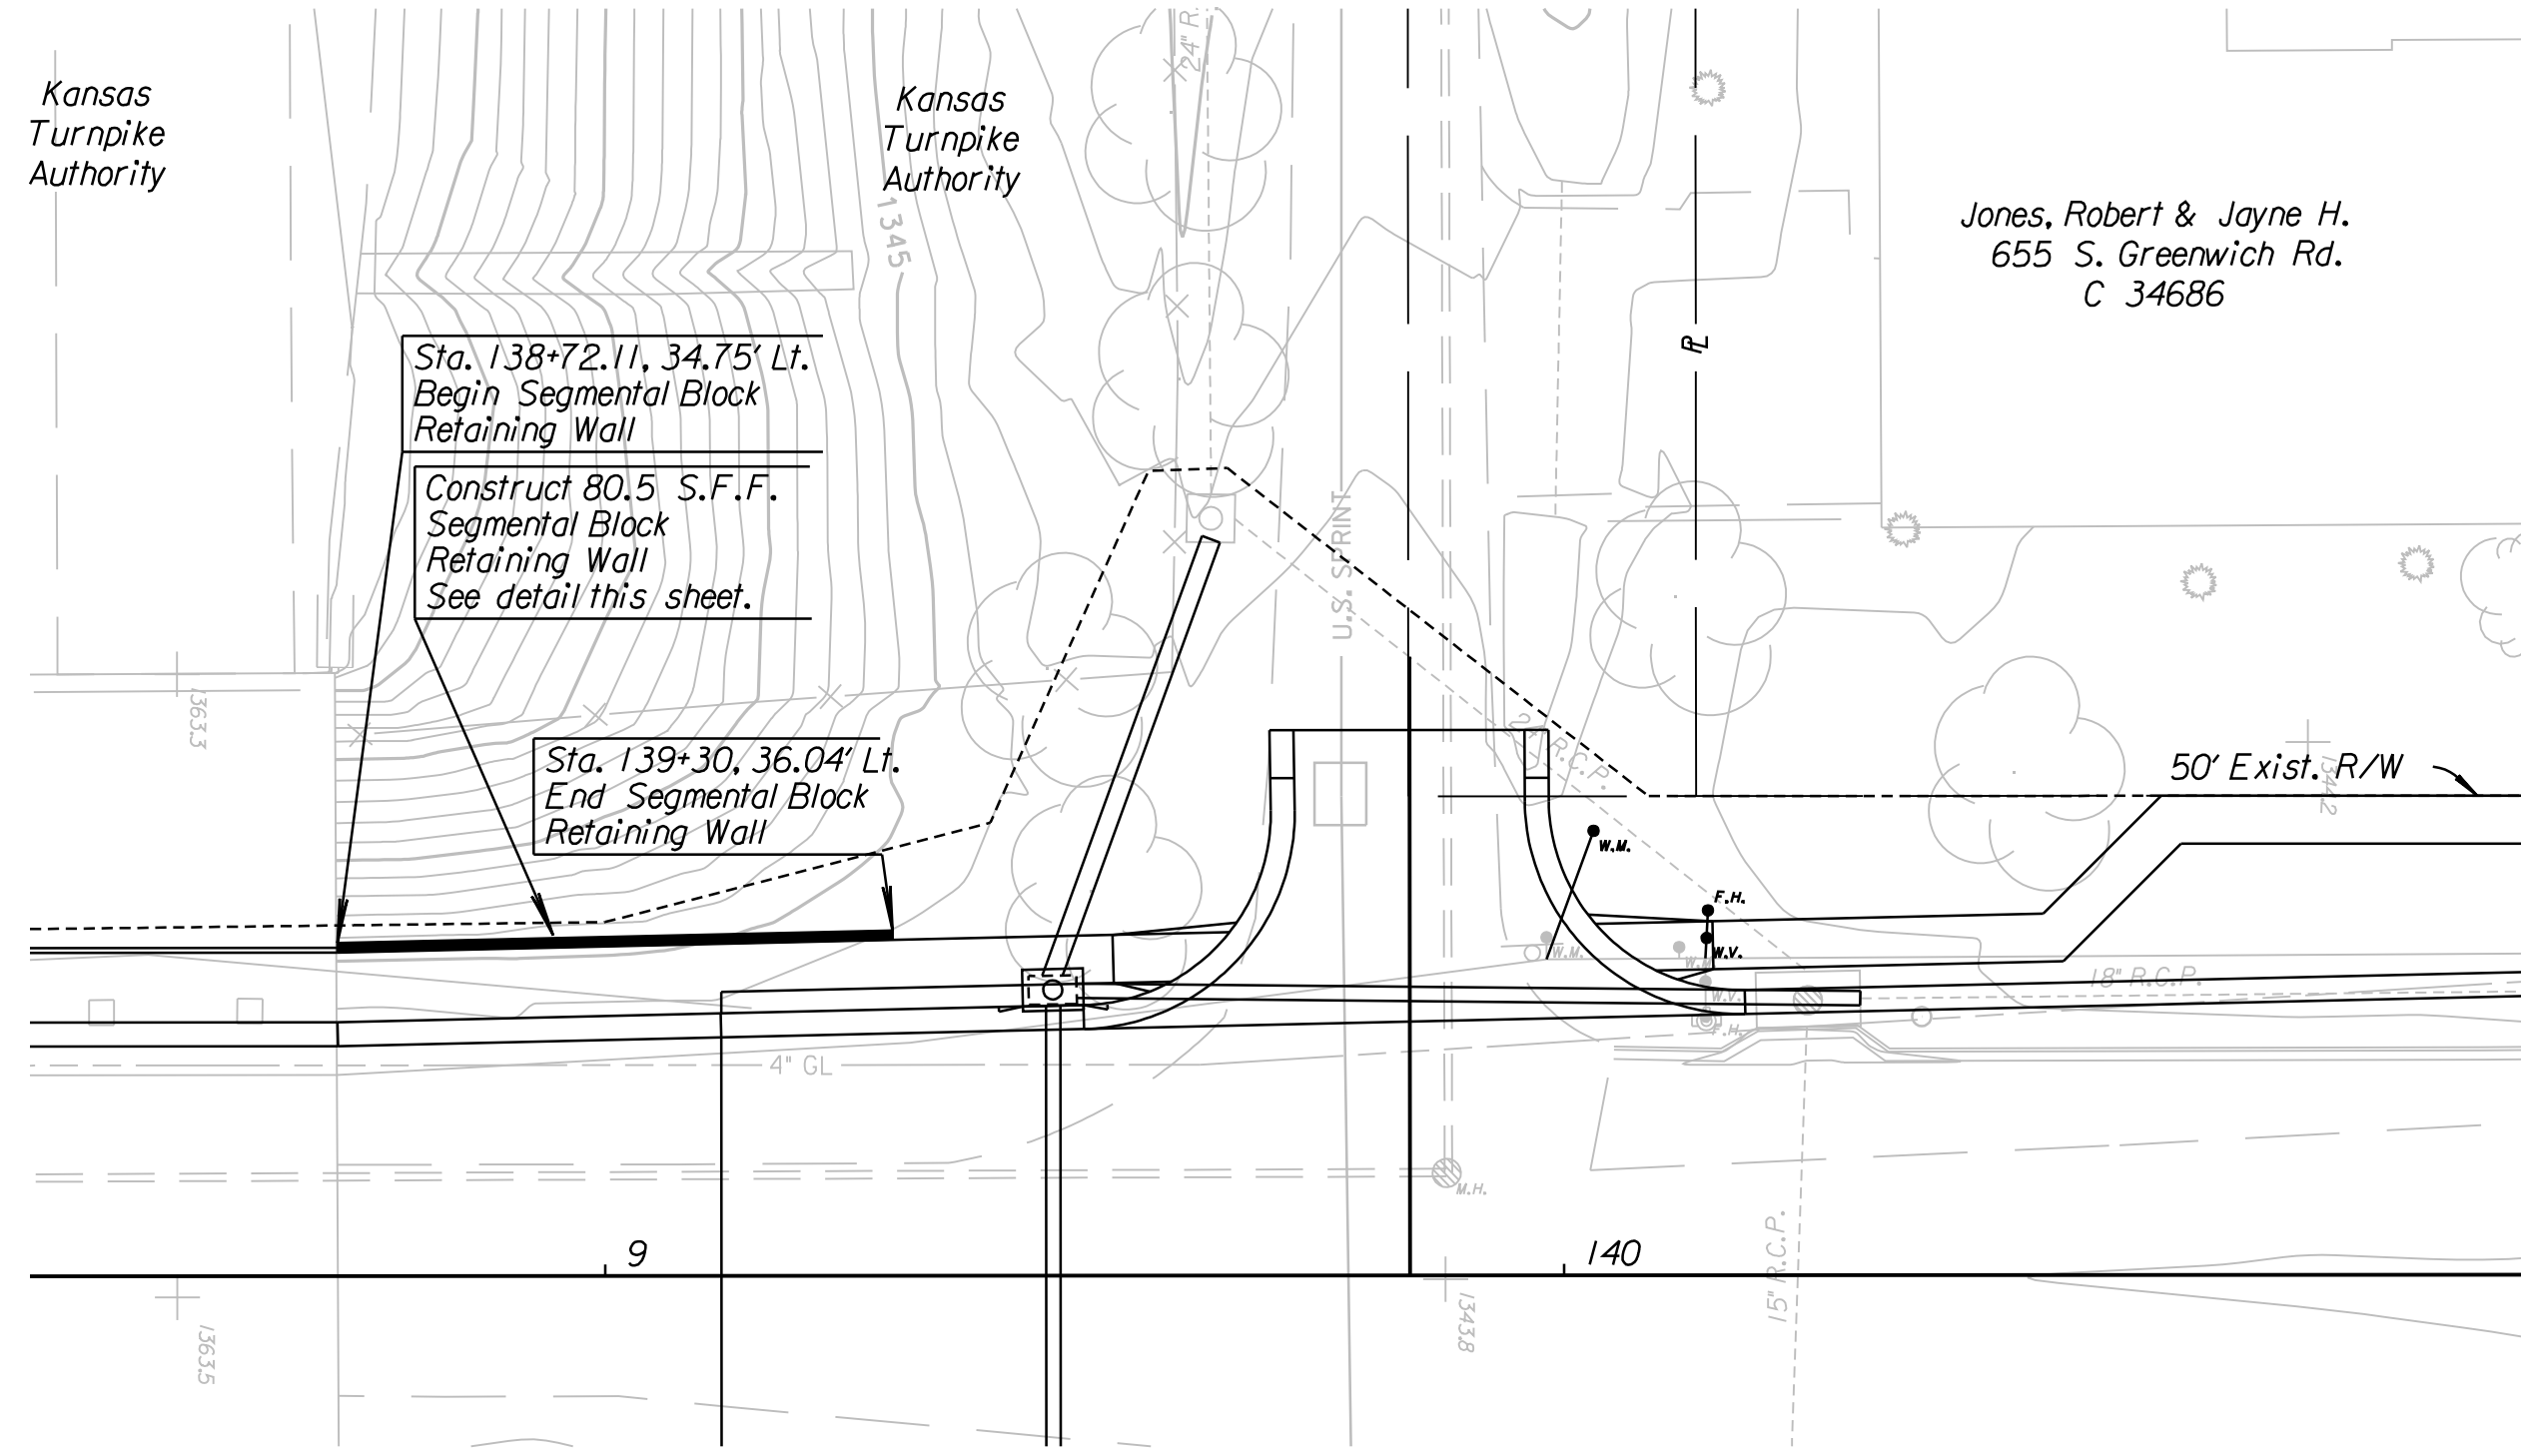 Kansas
Turnpike
Authority
Kansas
Turnpike
Authority
24" R.
1345
Jones, Robert & Jayne H.
655 S. Greenwich Rd.
C 34686
PL
Sta. 138+72.11, 34.75' Lt.
Begin Segmental Block
Retaining Wall
Construct 80.5 S.F.F.
Segmental Block
Retaining Wall
See detail this sheet.
U.S. SPRINT
1363.3
Sta. 139+30, 36.04' Lt.
End Segmental Block
Retaining Wall
24" R.C.P.
50' Exist. R/W
1344.2
W.M.
F.H.
W.V.
W.M.
W.M.
W.V.
F.H.
18" R.C.P.
4" GL
M.H.
15" R.C.P.
9
140
1363.5
1343.8